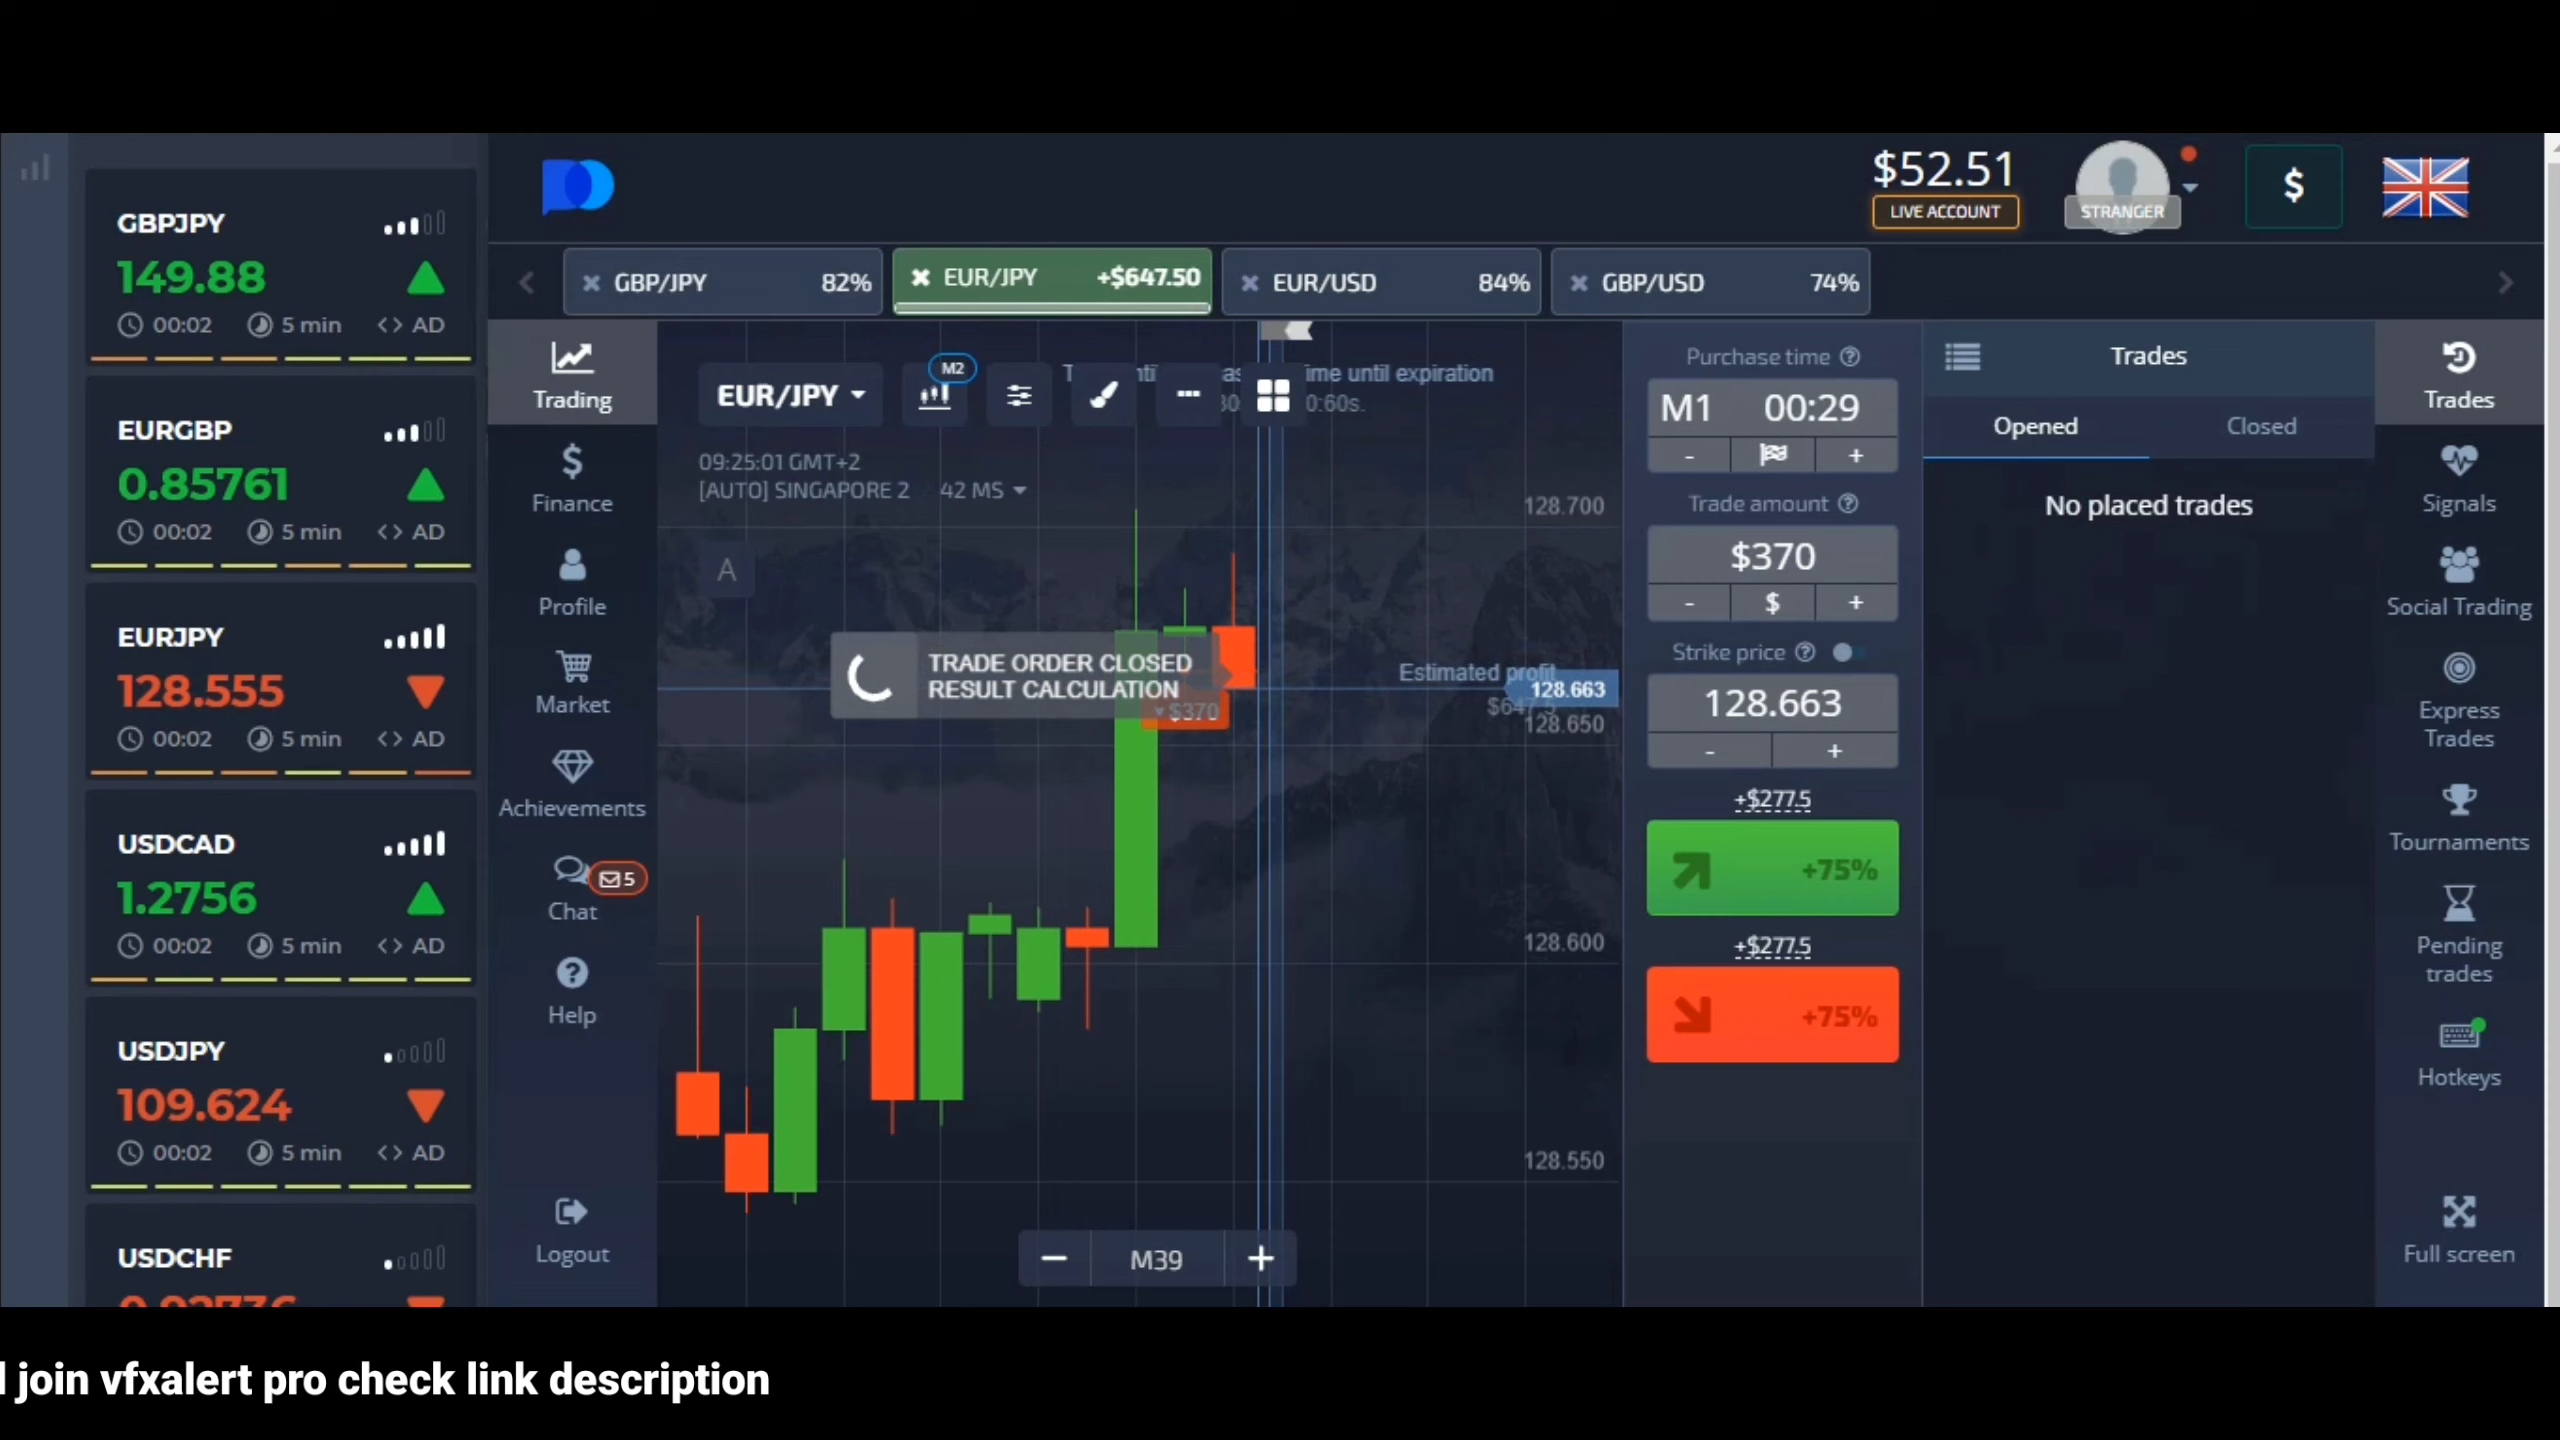 GBPJPY
149.88
00:02 5 min <> AD
EURGBP
0.85761
00:02 5 min <> AD
EURJPY
128.555
00:02 5 min <> AD
USDCAD
1.2756
00:02 5 min <> AD
USDJPY
109.624
00:02 5 min <> AD
USDCHF
$52.51
LIVE ACCOUNT
STRANGER
$
GBP/JPY 82%
EUR/JPY +$647.50
EUR/USD 84%
GBP/USD 74%
Trading
Finance
Profile
Market
Achievements
5
Chat
Help
Logout
EUR/JPY
M2
time until expiration
0:60s.
09:25:01 GMT+2
[AUTO] SINGAPORE 2 42 MS
A
TRADE ORDER CLOSED
RESULT CALCULATION
$370
Estimated profit
128.663
128.700
128.650
128.600
128.550
- M39 +
Purchase time
M1 00:29
- +
Trade amount
$370
- $ +
Strike price
128.663
- +
+$277.5
+75%
+$277.5
+75%
Trades
Opened Closed
No placed trades
Trades
Signals
Social Trading
Express
Trades
Tournaments
Pending
trades
Hotkeys
Full screen
join vfxalert pro check link description